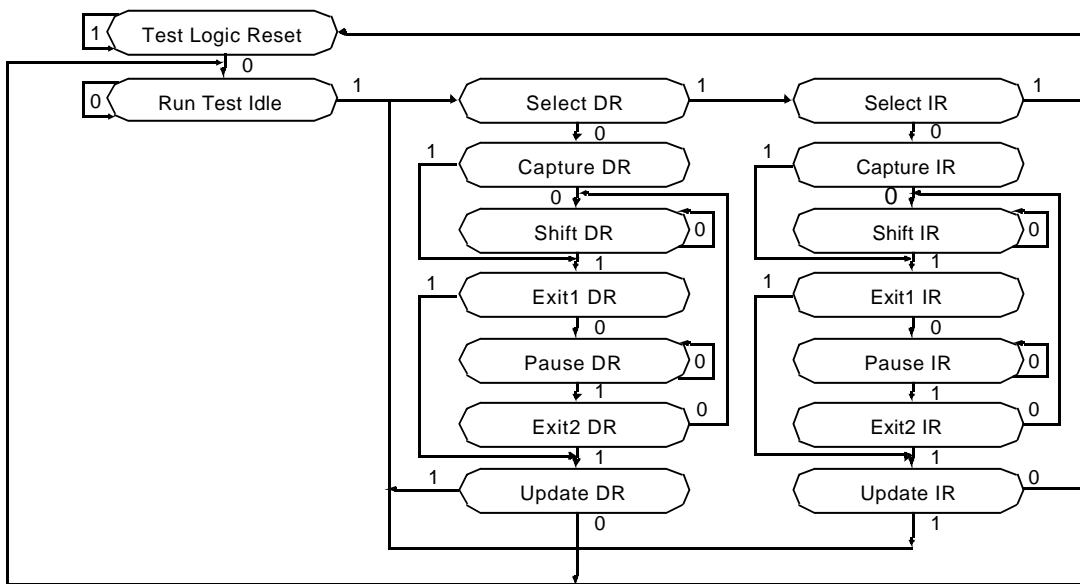 1 Test Logic Reset
0
0 Run Test Idle 1 Select DR 1 Select IR 1
0 0
1 Capture DR 1 Capture IR
0 0
Shift DR 0 Shift IR 0
1 1
1 Exit1 DR 1 Exit1 IR
0 0
Pause DR 0 Pause IR 0
1 1
Exit2 DR 0 Exit2 IR 0
1 1
1 Update DR Update IR 0
0 1